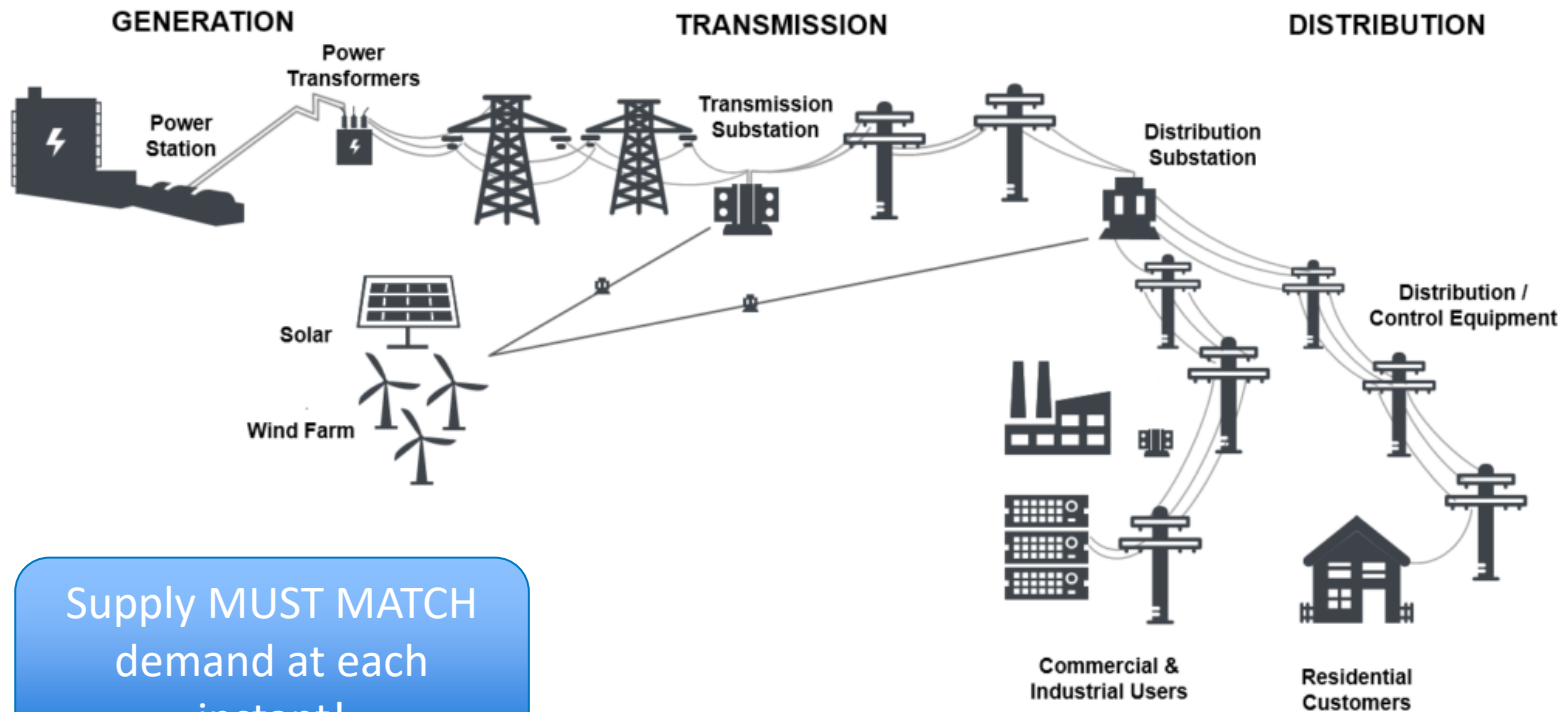 GENERATION
TRANSMISSION
DISTRIBUTION
Power
Transformers
Power
Station
Transmission
Substation
Distribution
Substation
Solar
Wind Farm
Distribution /
Control Equipment
Supply MUST MATCH
demand at each
instant!
Commercial &
Industrial Users
Residential
Customers